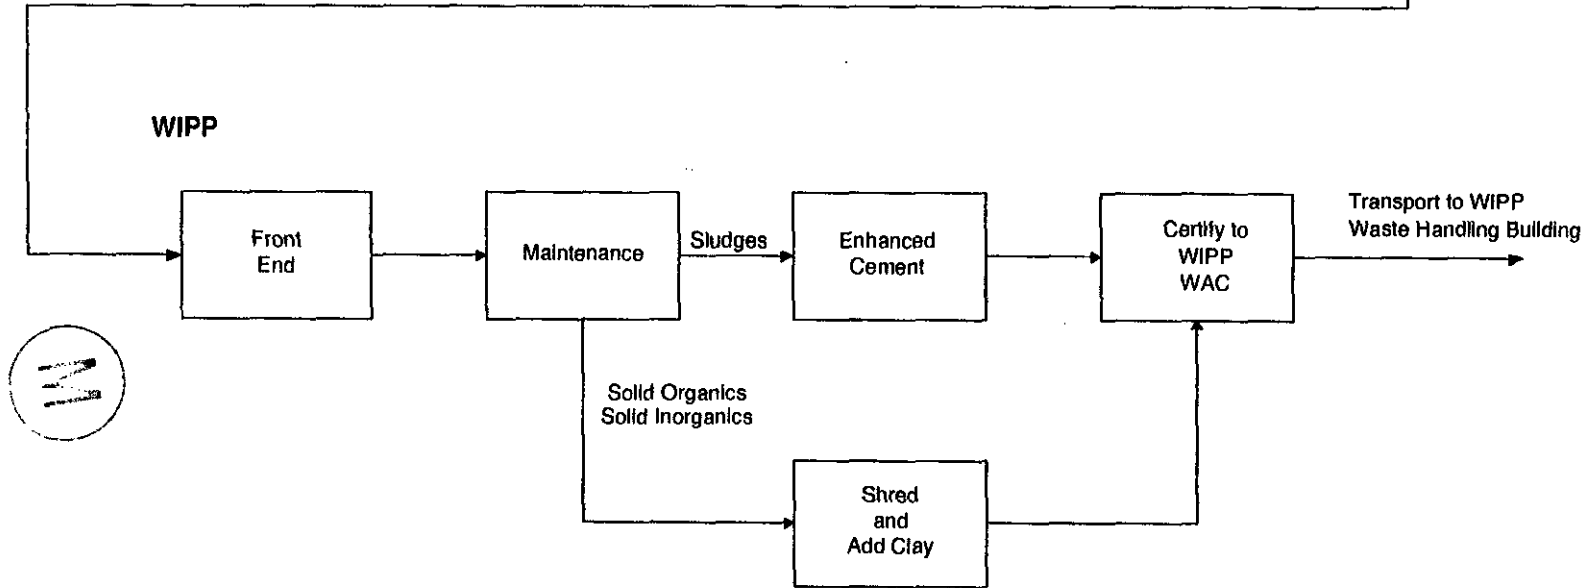 WIPP
Front
End
Maintenance
Sludges
Enhanced
Cement
Certify to
WIPP
WAC
Transport to WIPP
Waste Handling Building
Solid Organics
Solid Inorganics
Shred
and
Add Clay